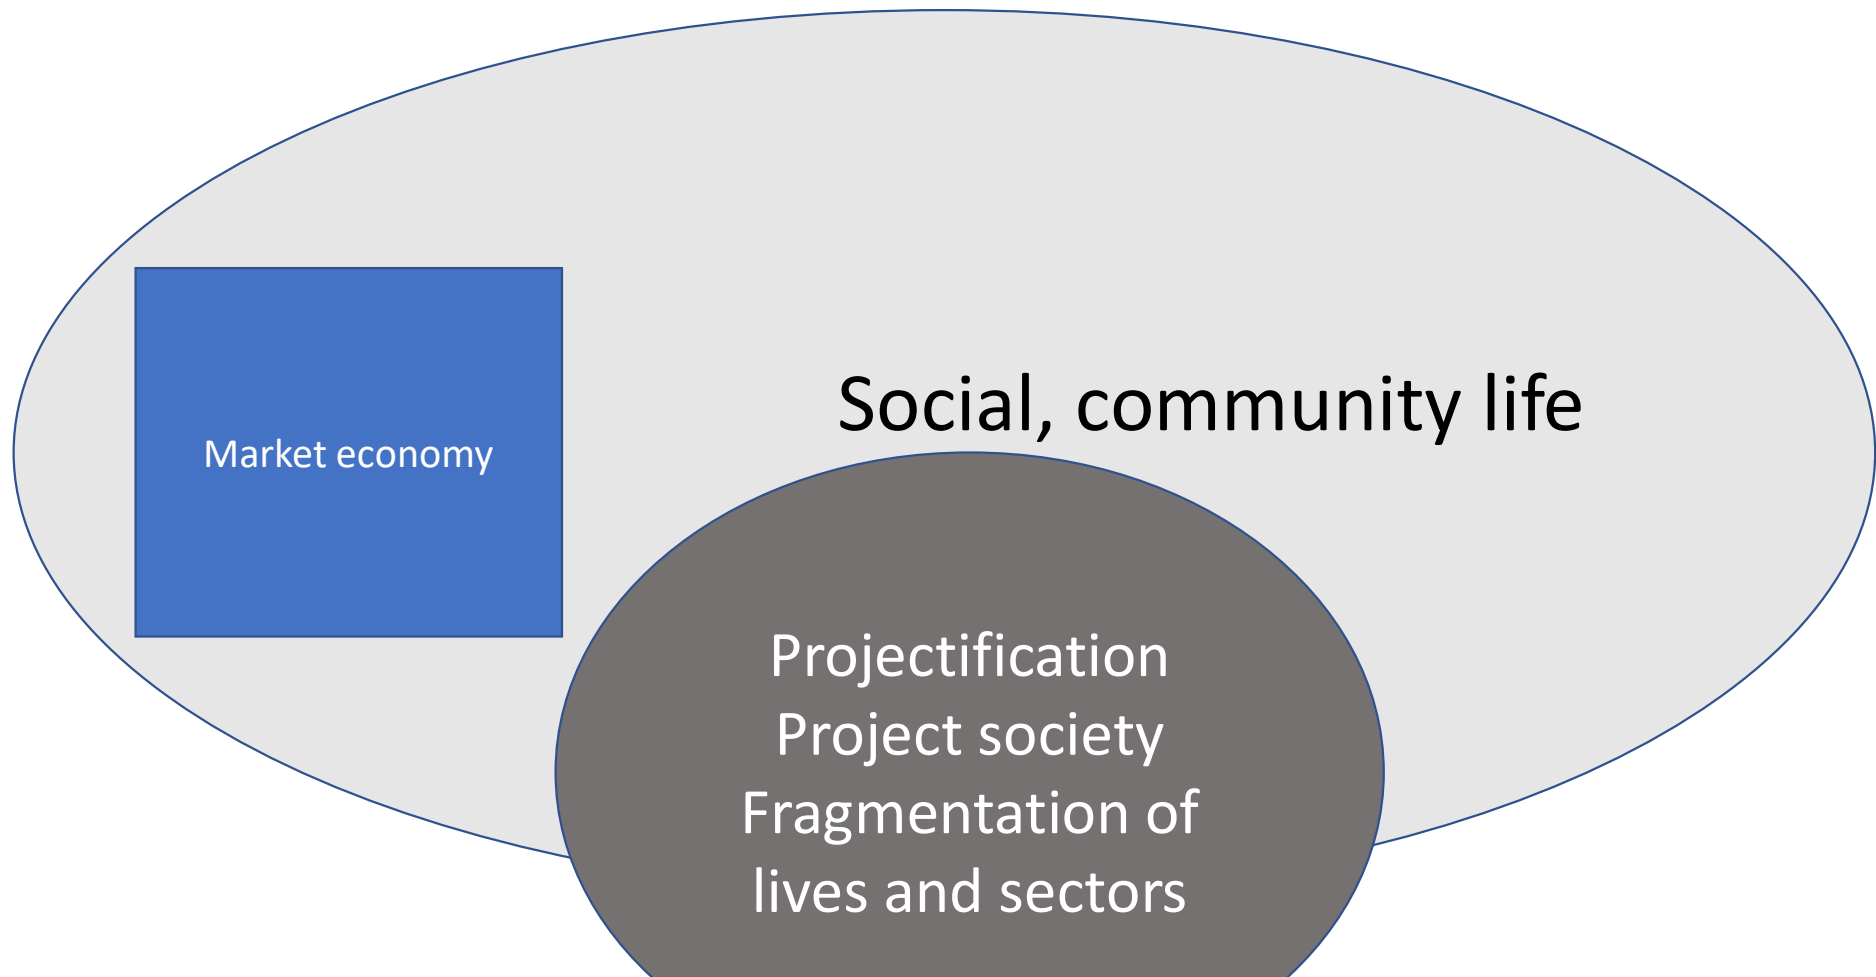 Social, community life
Market economy
Projectification
Project society
Fragmentation of
lives and sectors